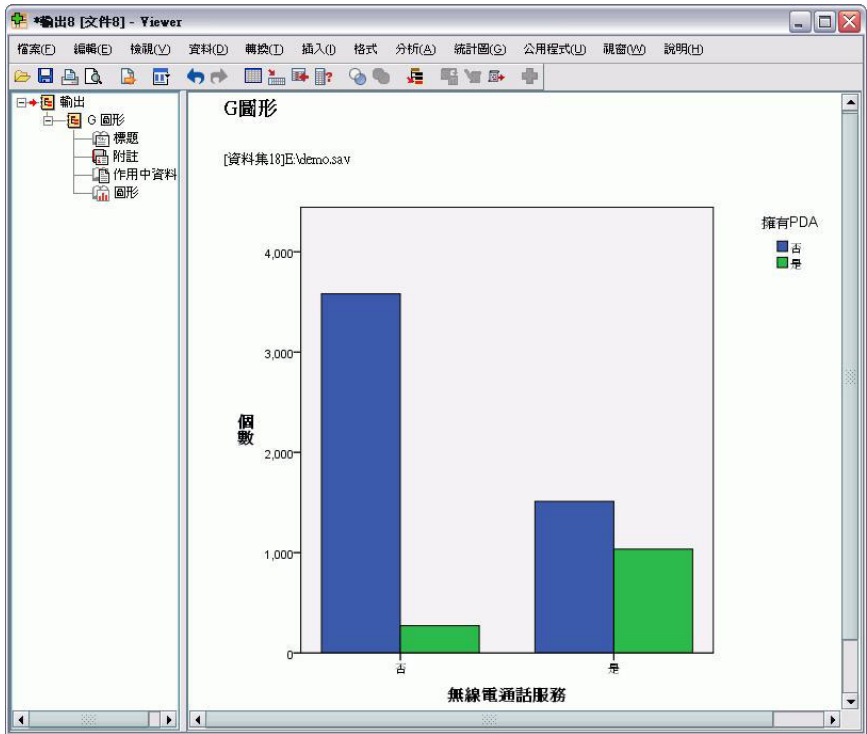 *輸出8 [文件8] - Viewer
檔案(F) 編輯(E) 檢視(V) 資料(D) 轉換(T) 插入(I) 格式 分析(A) 統計圖(G) 公用程式(U) 視窗(W) 說明(H)
輸出
G 圖形
標題
附註
作用中資料
圖形
G圖形
[資料集18]E:\demo.sav
擁有PDA
否
是
4,000
3,000
2,000
1,000
0
個數
否
是
無線電通話服務